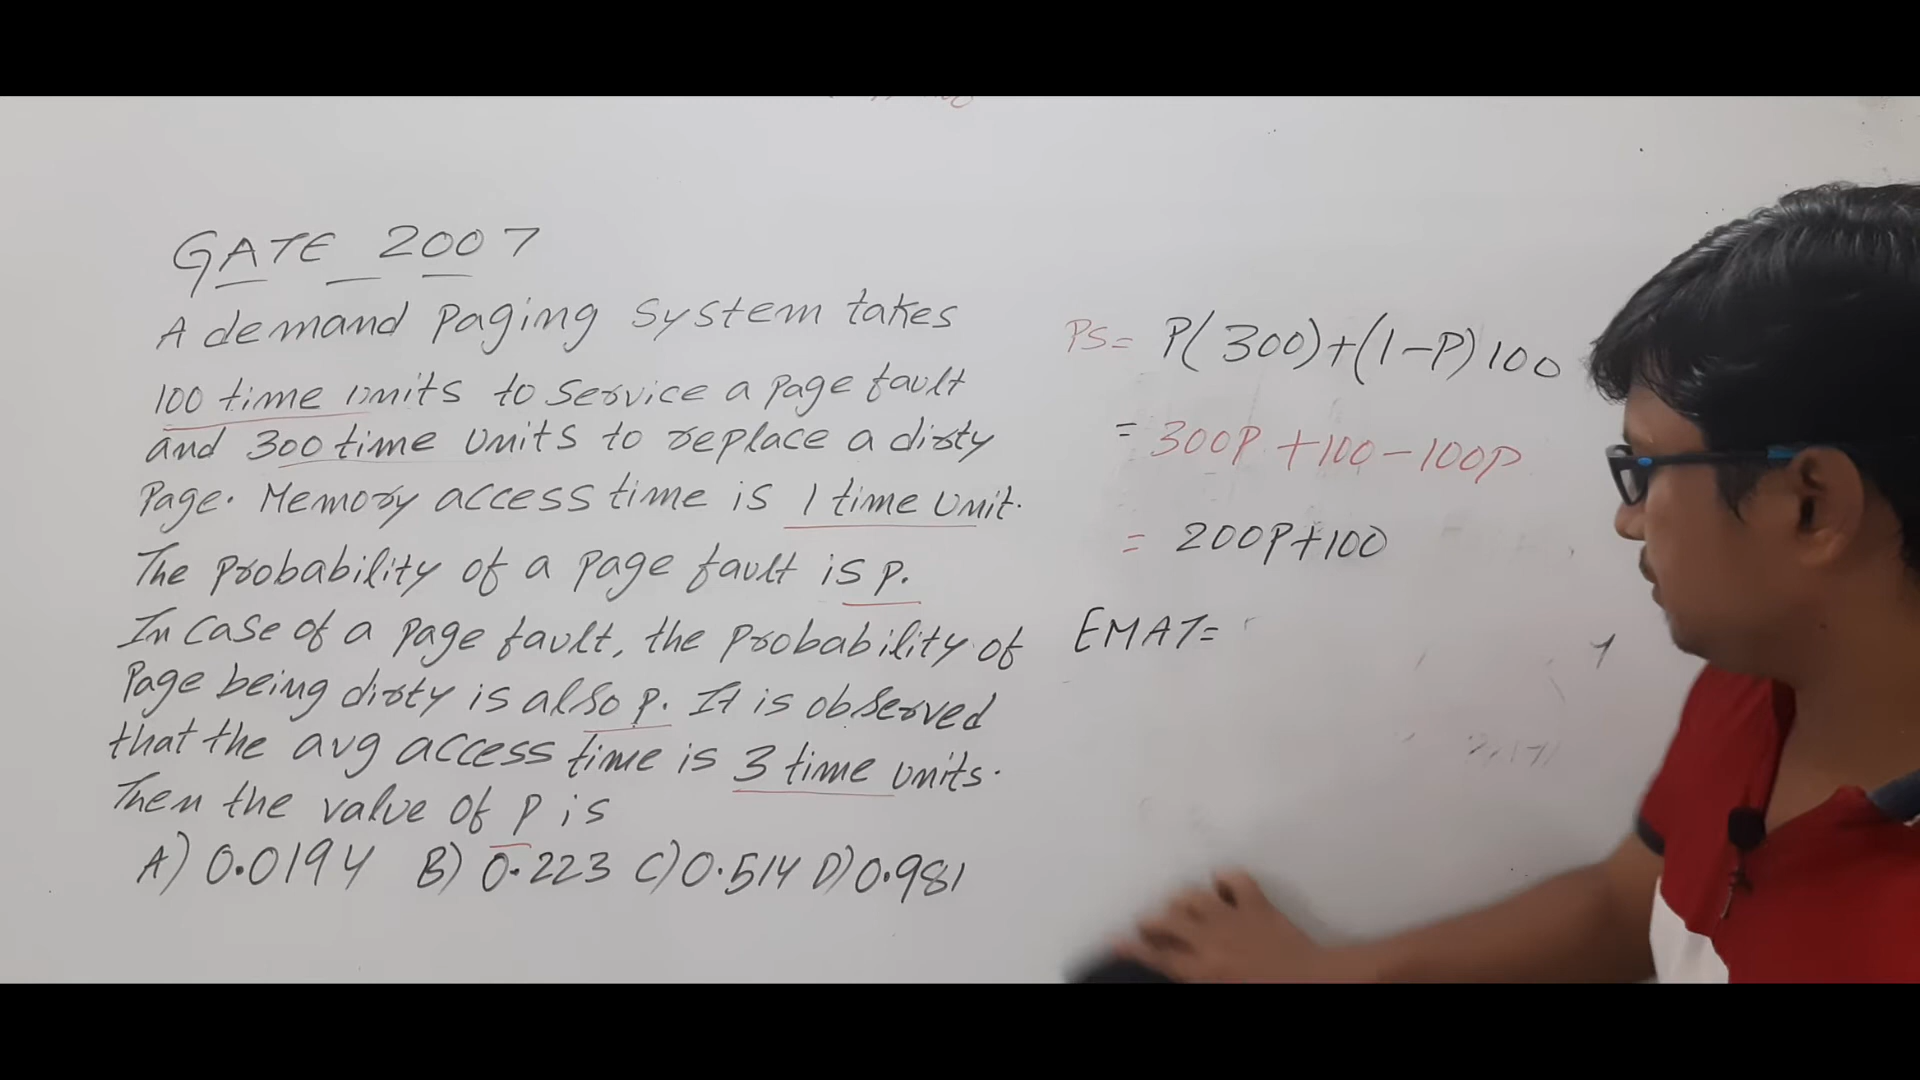 GATE 2007
A demand paging system takes
100 time units to service a page fault
and 300 time units to replace a dirty
Page. Memory access time is 1 time unit.
The probability of a page fault is p.
In case of a page fault, the probability of
Page being dirty is also p. It is observed
that the avg access time is 3 time units.
Then the value of p is
A) 0.0194 B) 0.223 C) 0.514 D) 0.981
PS = P(300)+(1-P)100
= 300P + 100 - 100P
= 200P+100
EMAT=